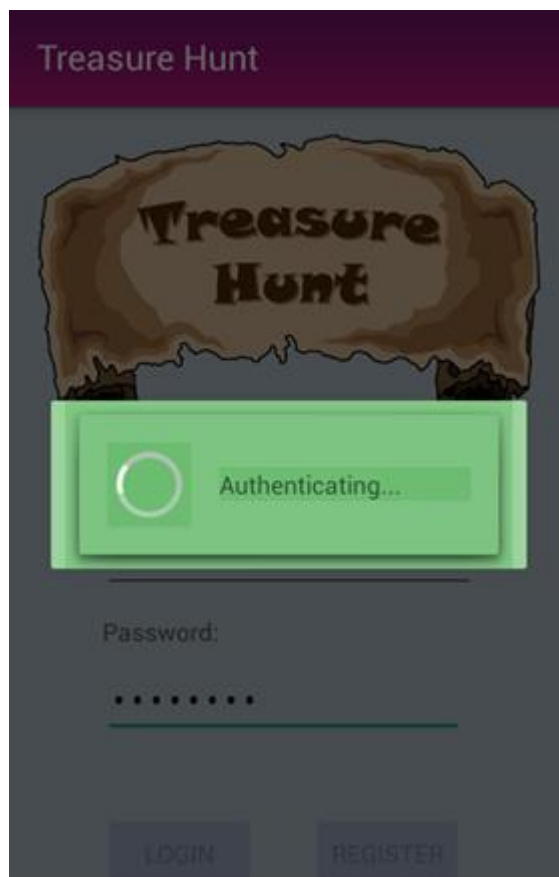 Treasure Hunt
Treasure
Hunt
Authenticating...
Password:
••••••••
LOGIN REGISTER